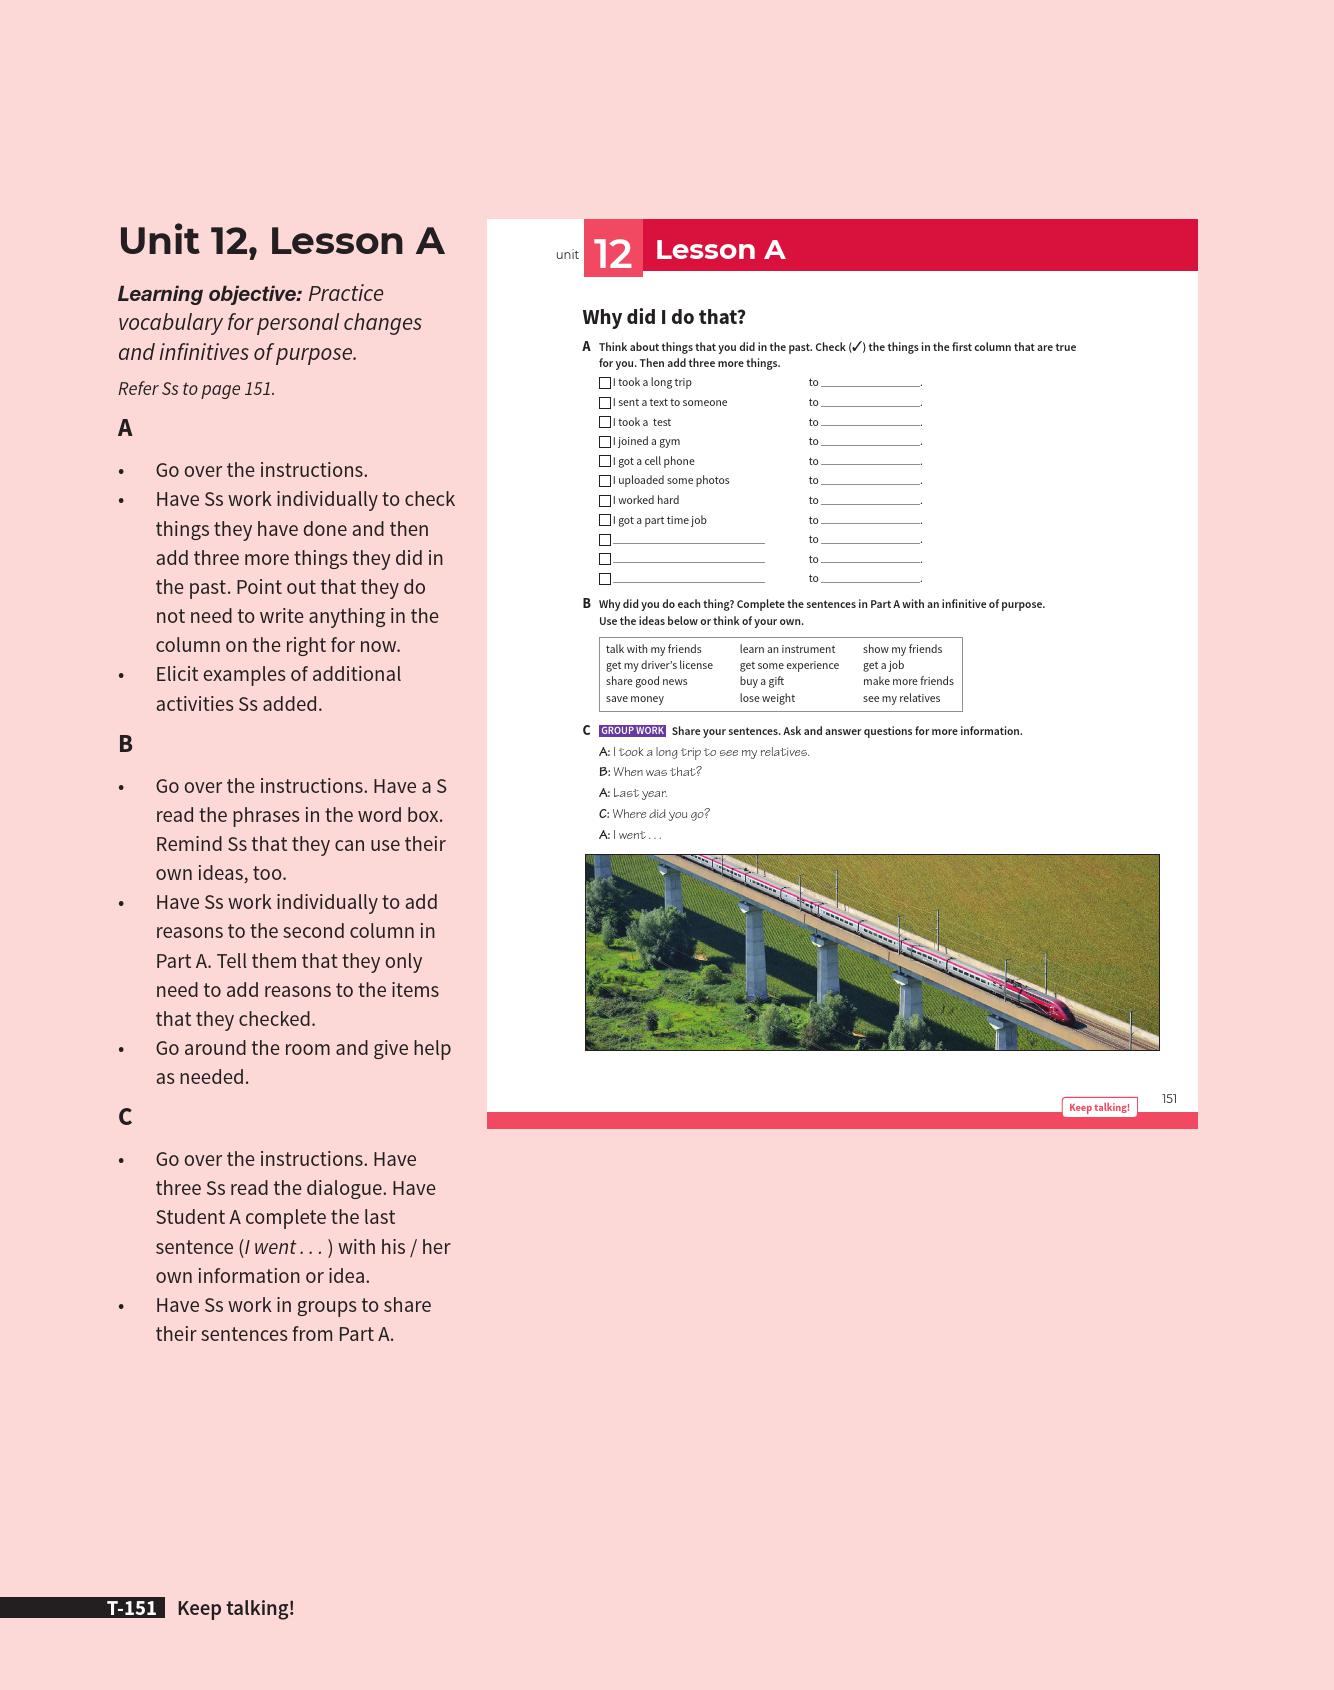 Unit 12, Lesson A
Learning objective: Practice
vocabulary for personal changes
and infinitives of purpose.
Refer Ss to page 151.
A
• Go over the instructions.
• Have Ss work individually to check
things they have done and then
add three more things they did in
the past. Point out that they do
not need to write anything in the
column on the right for now.
• Elicit examples of additional
activities Ss added.
B
• Go over the instructions. Have a S
read the phrases in the word box.
Remind Ss that they can use their
own ideas, too.
• Have Ss work individually to add
reasons to the second column in
Part A. Tell them that they only
need to add reasons to the items
that they checked.
• Go around the room and give help
as needed.
C
• Go over the instructions. Have
three Ss read the dialogue. Have
Student A complete the last
sentence (I went . . . ) with his / her
own information or idea.
• Have Ss work in groups to share
their sentences from Part A.
unit 12 Lesson A
Why did I do that?
A Think about things that you did in the past. Check (✓) the things in the first column that are true
for you. Then add three more things.
I took a long trip to ____________.
I sent a text to someone to ____________.
I took a  test to ____________.
I joined a gym to ____________.
I got a cell phone to ____________.
I uploaded some photos to ____________.
I worked hard to ____________.
I got a part time job to ____________.
____________ to ____________.
____________ to ____________.
____________ to ____________.
B Why did you do each thing? Complete the sentences in Part A with an infinitive of purpose.
Use the ideas below or think of your own.
talk with my friends learn an instrument show my friends
get my driver's license get some experience get a job
share good news buy a gift make more friends
save money lose weight see my relatives
C GROUP WORK Share your sentences. Ask and answer questions for more information.
A: I took a long trip to see my relatives.
B: When was that?
A: Last year.
C: Where did you go?
A: I went . . .
Keep talking! 151
T-151 Keep talking!